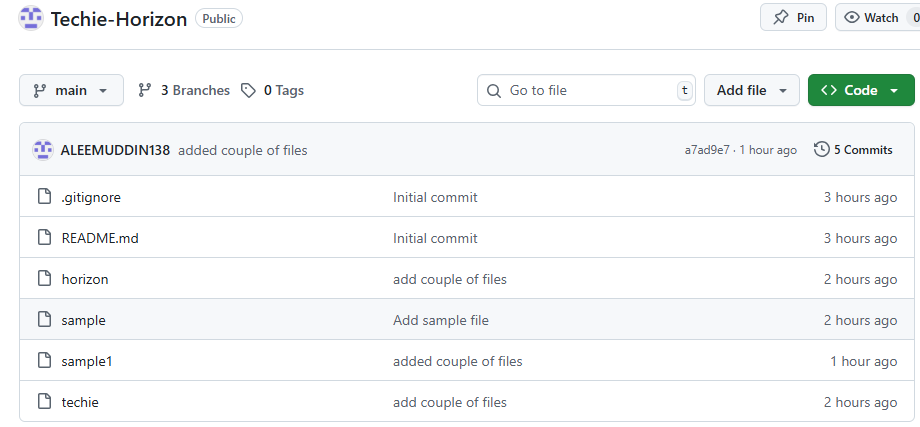 Techie-Horizon Public Pin Watch 0
main 3 Branches 0 Tags Go to file t Add file Code
ALEEMUDDIN138 added couple of files a7ad9e7 · 1 hour ago 5 Commits
.gitignore Initial commit 3 hours ago
README.md Initial commit 3 hours ago
horizon add couple of files 2 hours ago
sample Add sample file 2 hours ago
sample1 added couple of files 1 hour ago
techie add couple of files 2 hours ago